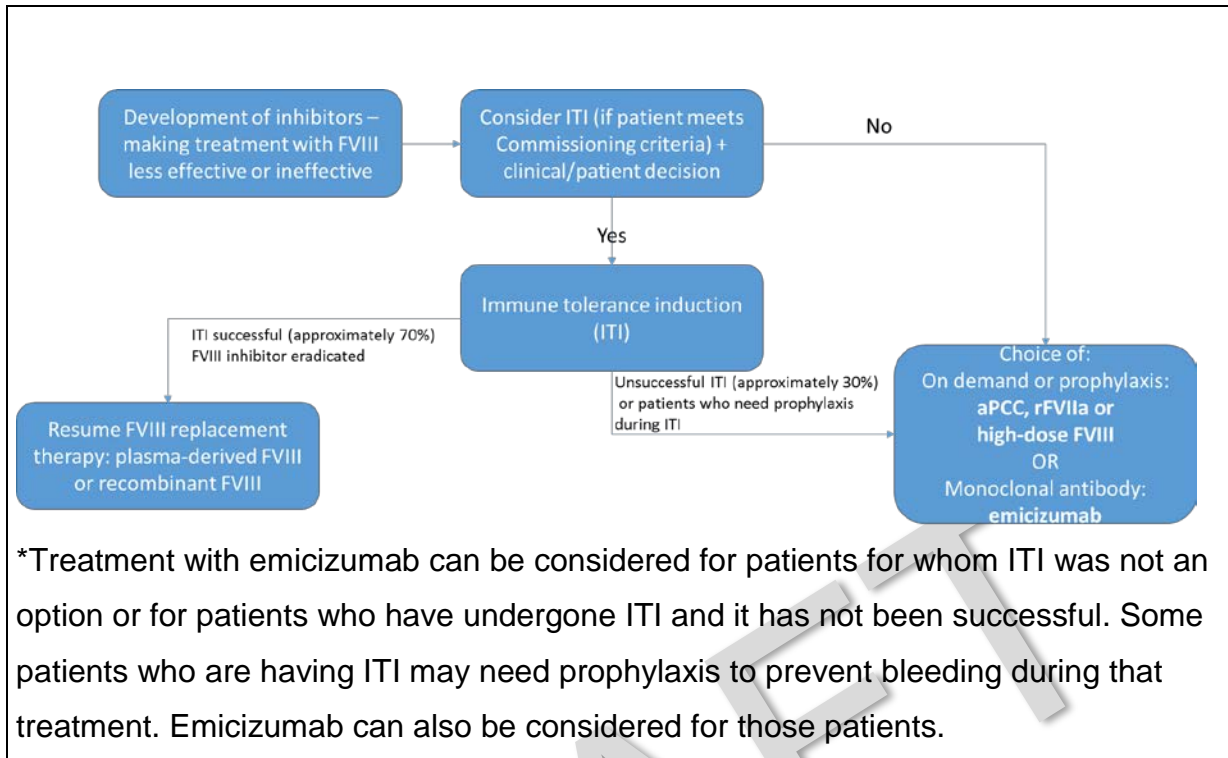 Development of inhibitors –
making treatment with FVIII
less effective or ineffective
Consider ITI (if patient meets
Commissioning criteria) +
clinical/patient decision
No
Yes
Immune tolerance induction
(ITI)
ITI successful (approximately 70%)
FVIII inhibitor eradicated
Unsuccessful ITI (approximately 30%)
or patients who need prophylaxis
during ITI
Resume FVIII replacement
therapy: plasma-derived FVIII
or recombinant FVIII
Choice of:
On demand or prophylaxis:
aPCC, rFVIIa or
high-dose FVIII
OR
Monoclonal antibody:
emicizumab
*Treatment with emicizumab can be considered for patients for whom ITI was not an
option or for patients who have undergone ITI and it has not been successful. Some
patients who are having ITI may need prophylaxis to prevent bleeding during that
treatment. Emicizumab can also be considered for those patients.